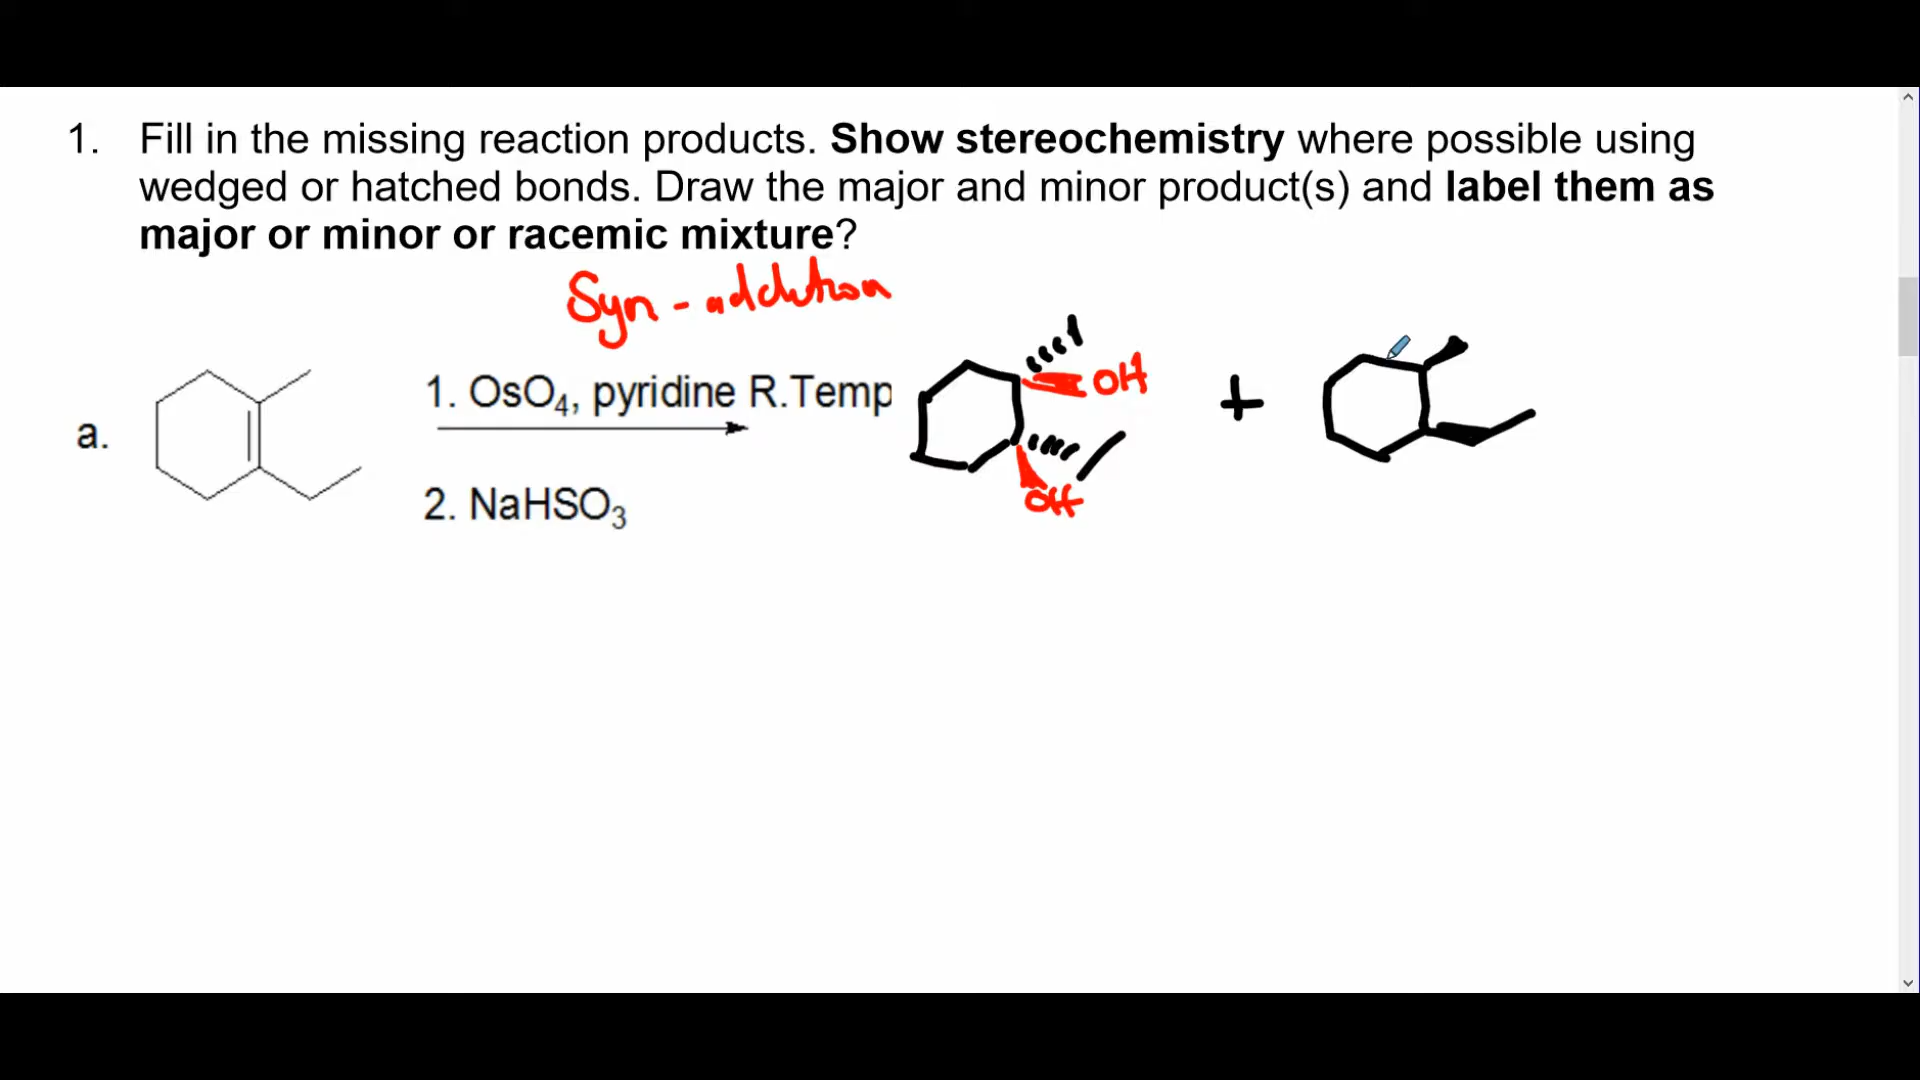 1. Fill in the missing reaction products. Show stereochemistry where possible using
wedged or hatched bonds. Draw the major and minor product(s) and label them as
major or minor or racemic mixture?
Syn-addition
a.
1. OsO₄, pyridine R.Temp
2. NaHSO₃
OH
OH
+